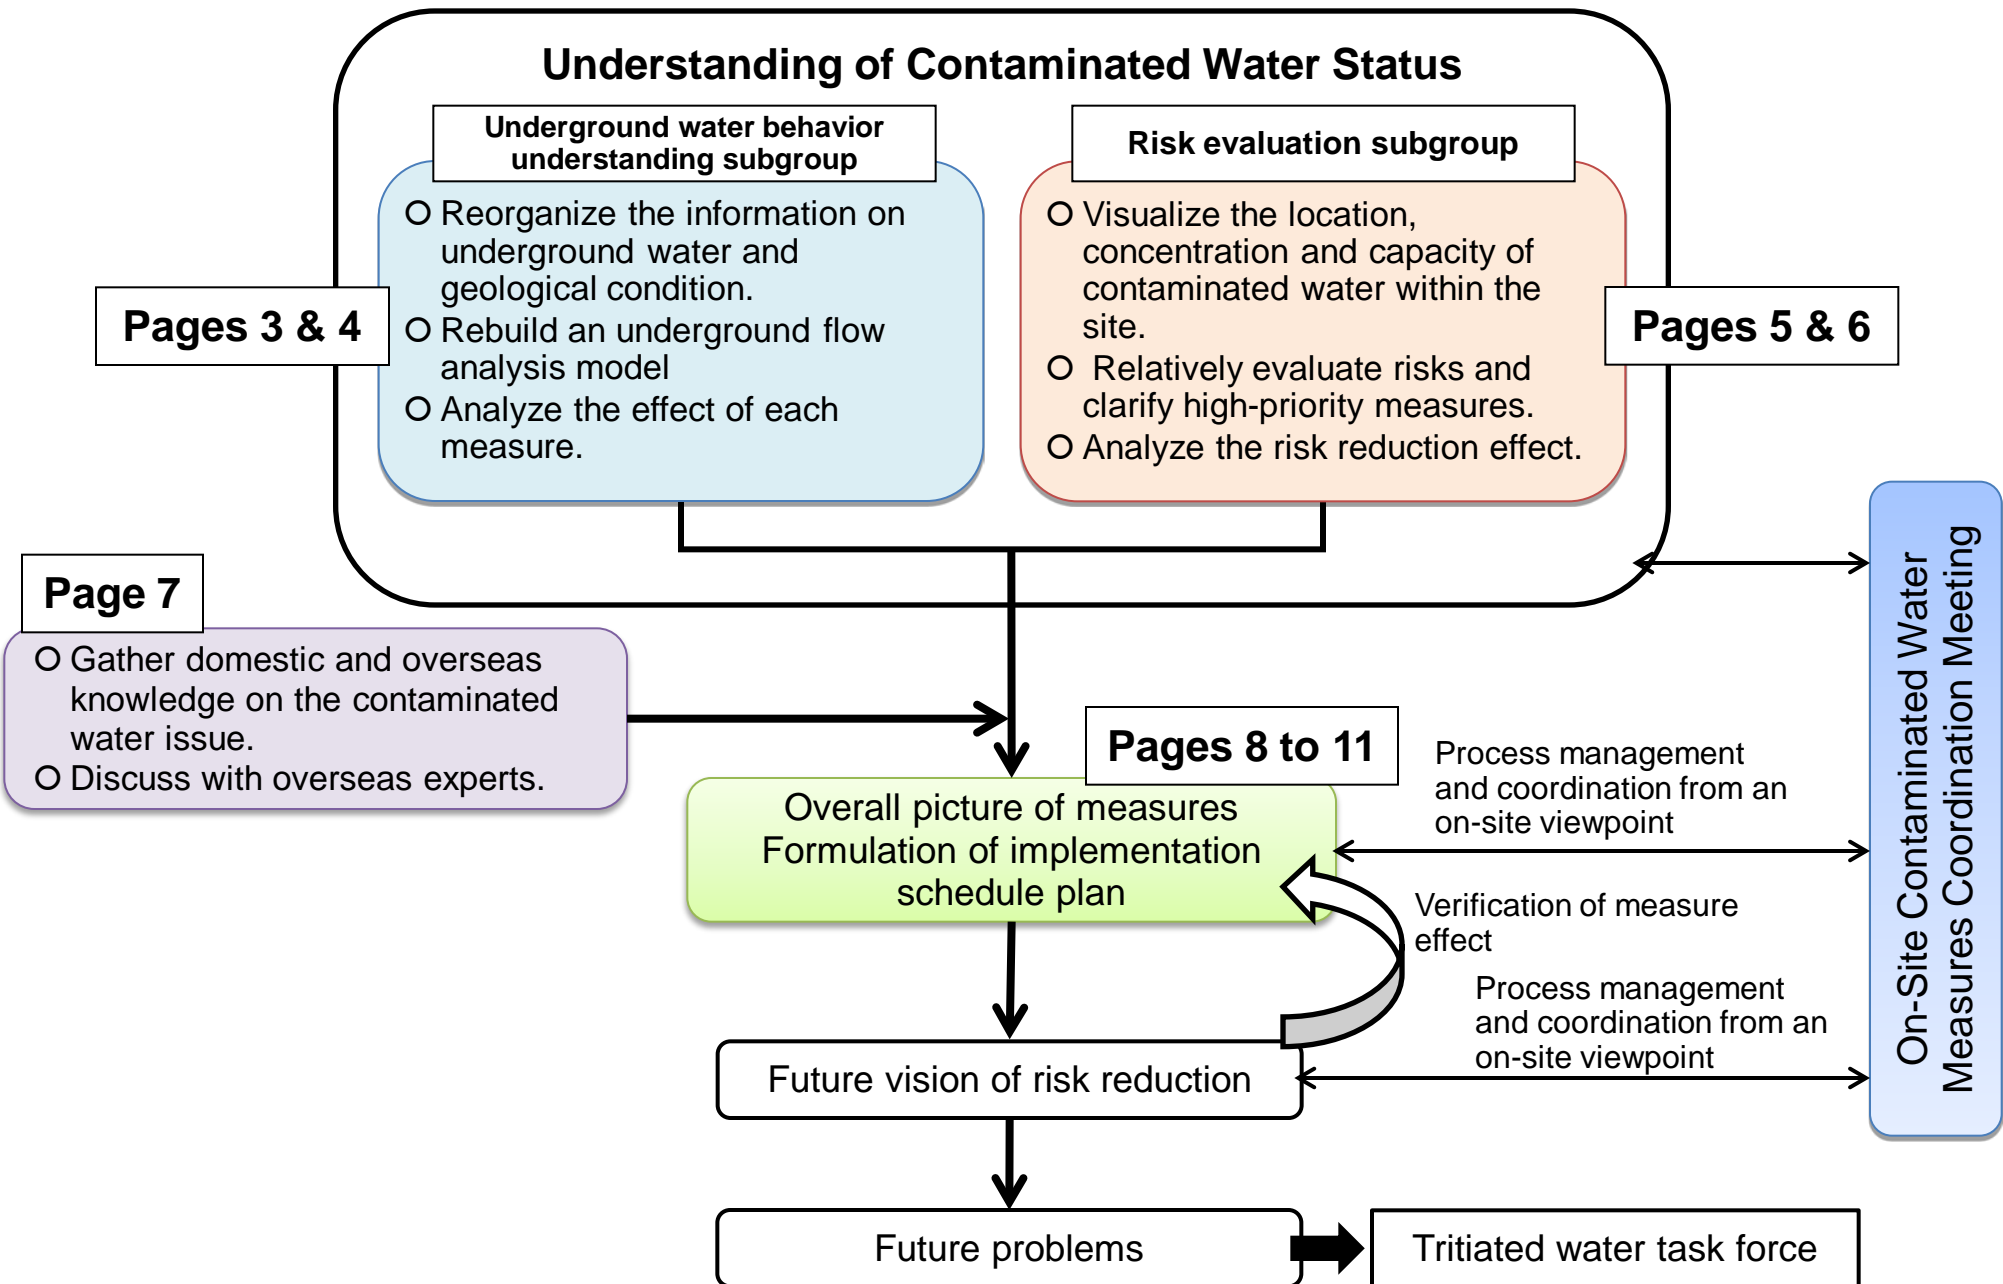 Understanding of Contaminated Water Status
Underground water behavior
understanding subgroup
Reorganize the information on
underground water and
geological condition.
Rebuild an underground flow
analysis model
Analyze the effect of each
measure.
Pages 3 & 4
Risk evaluation subgroup
Visualize the location,
concentration and capacity of
contaminated water within the
site.
Relatively evaluate risks and
clarify high-priority measures.
Analyze the risk reduction effect.
Pages 5 & 6
Page 7
Gather domestic and overseas
knowledge on the contaminated
water issue.
Discuss with overseas experts.
Pages 8 to 11
Overall picture of measures
Formulation of implementation
schedule plan
Process management
and coordination from an
on-site viewpoint
Verification of measure
effect
Process management
and coordination from an
on-site viewpoint
On-Site Contaminated Water
Measures Coordination Meeting
Future vision of risk reduction
Future problems
Tritiated water task force